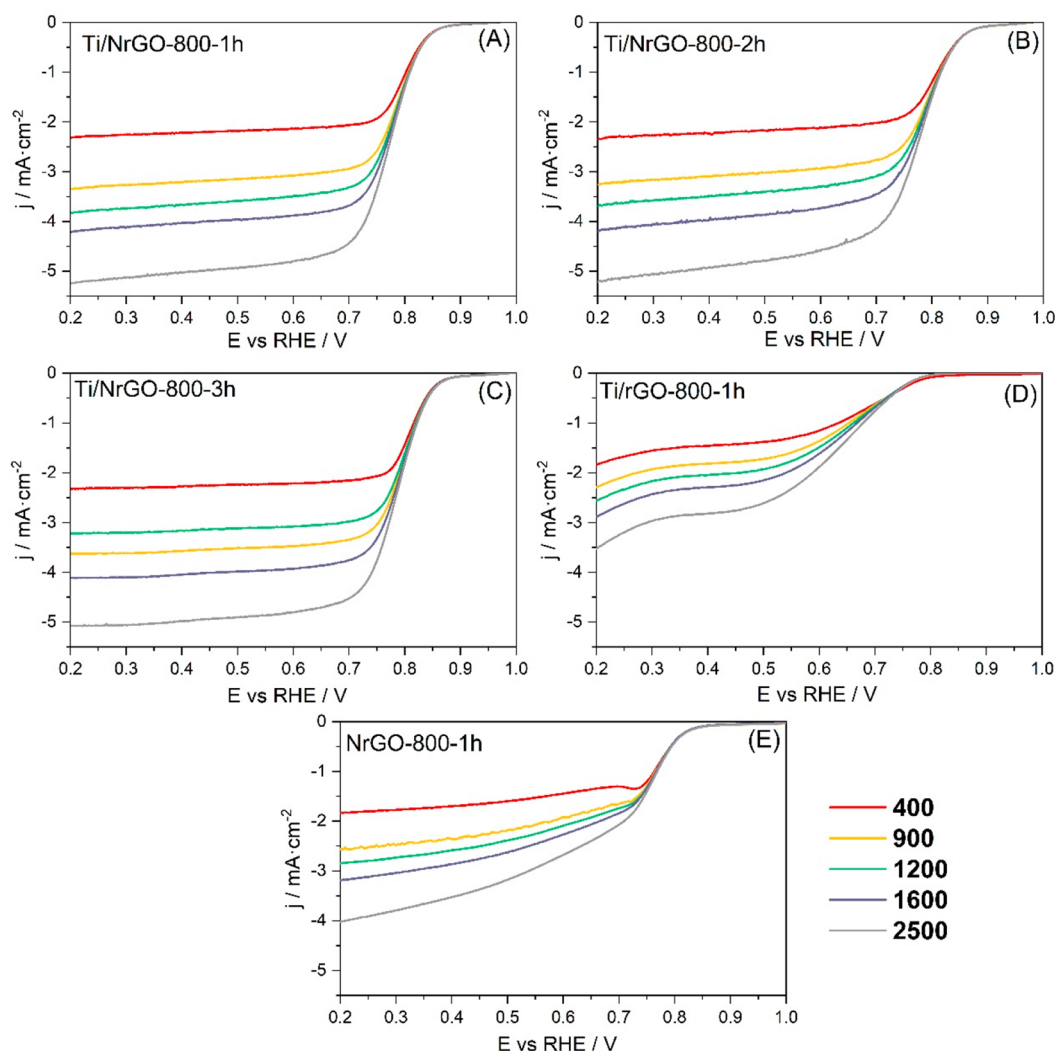 Ti/NrGO-800-1h
(A)
0
-1
-2
-3
-4
-5
j / mA·cm-2
0.2 0.3 0.4 0.5 0.6 0.7 0.8 0.9 1.0
E vs RHE / V
Ti/NrGO-800-2h
(B)
0
-1
-2
-3
-4
-5
j / mA·cm-2
0.2 0.3 0.4 0.5 0.6 0.7 0.8 0.9 1.0
E vs RHE / V
Ti/NrGO-800-3h
(C)
0
-1
-2
-3
-4
-5
j / mA·cm-2
0.2 0.3 0.4 0.5 0.6 0.7 0.8 0.9 1.0
E vs RHE / V
Ti/rGO-800-1h
(D)
0
-1
-2
-3
-4
-5
j / mA·cm-2
0.2 0.3 0.4 0.5 0.6 0.7 0.8 0.9 1.0
E vs RHE / V
NrGO-800-1h
(E)
0
-1
-2
-3
-4
-5
j / mA·cm-2
0.2 0.3 0.4 0.5 0.6 0.7 0.8 0.9 1.0
E vs RHE / V
400
900
1200
1600
2500